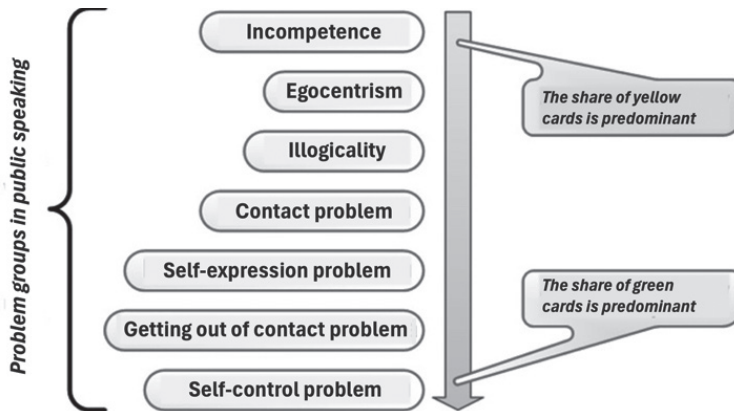 Problem groups in public speaking
Incompetence
Egocentrism
Illogicality
Contact problem
Self-expression problem
Getting out of contact problem
Self-control problem
The share of yellow
cards is predominant
The share of green
cards is predominant